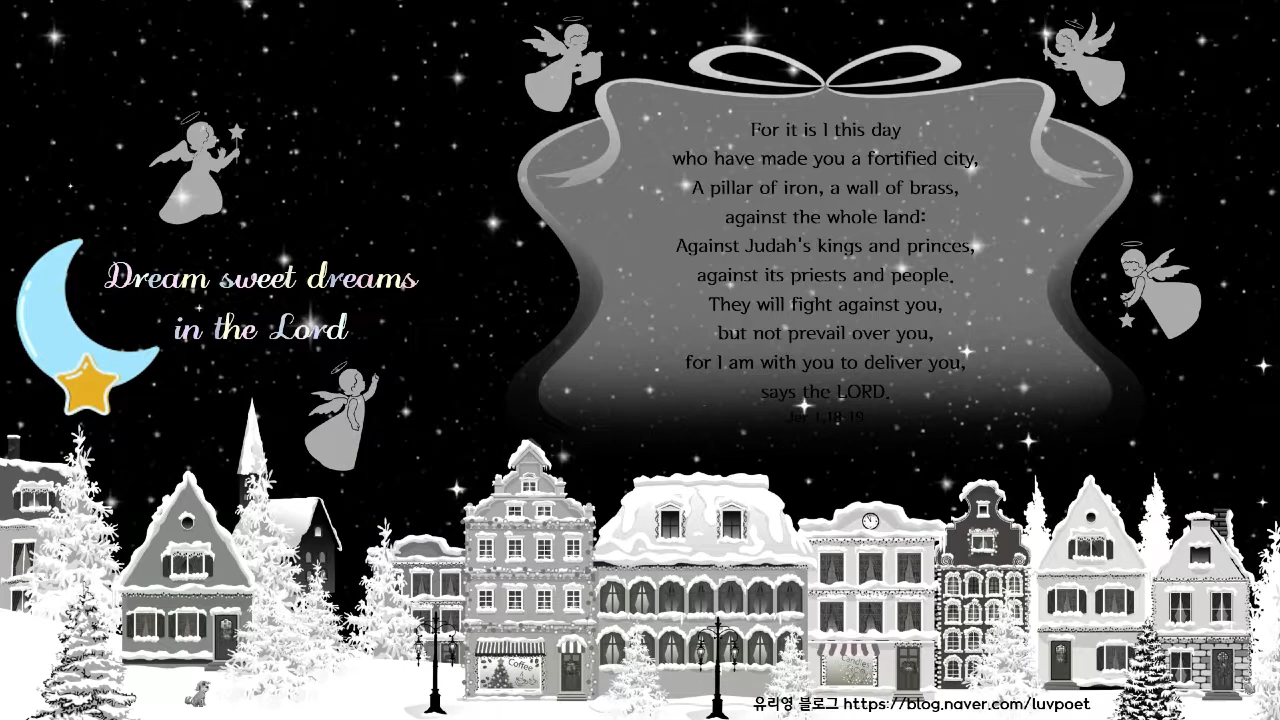 Dream sweet dreams
in the Lord
For it is I this day
who have made you a fortified city,
A pillar of iron, a wall of brass,
against the whole land:
Against Judah's kings and princes,
against its priests and people.
They will fight against you,
but not prevail over you,
for I am with you to deliver you,
says the LORD.
Jer 1,18-19
Coffee
Shop
Candles
유리영 블로그 https://blog.naver.com/luvpoet